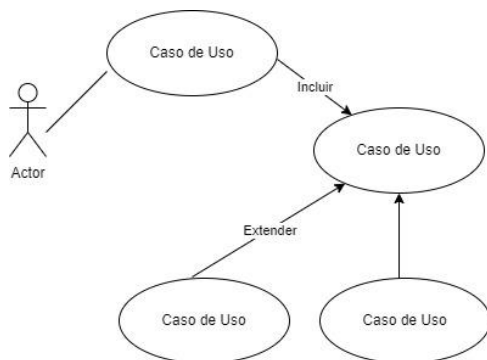 Caso de Uso
Incluir
Caso de Uso
Actor
Extender
Caso de Uso
Caso de Uso